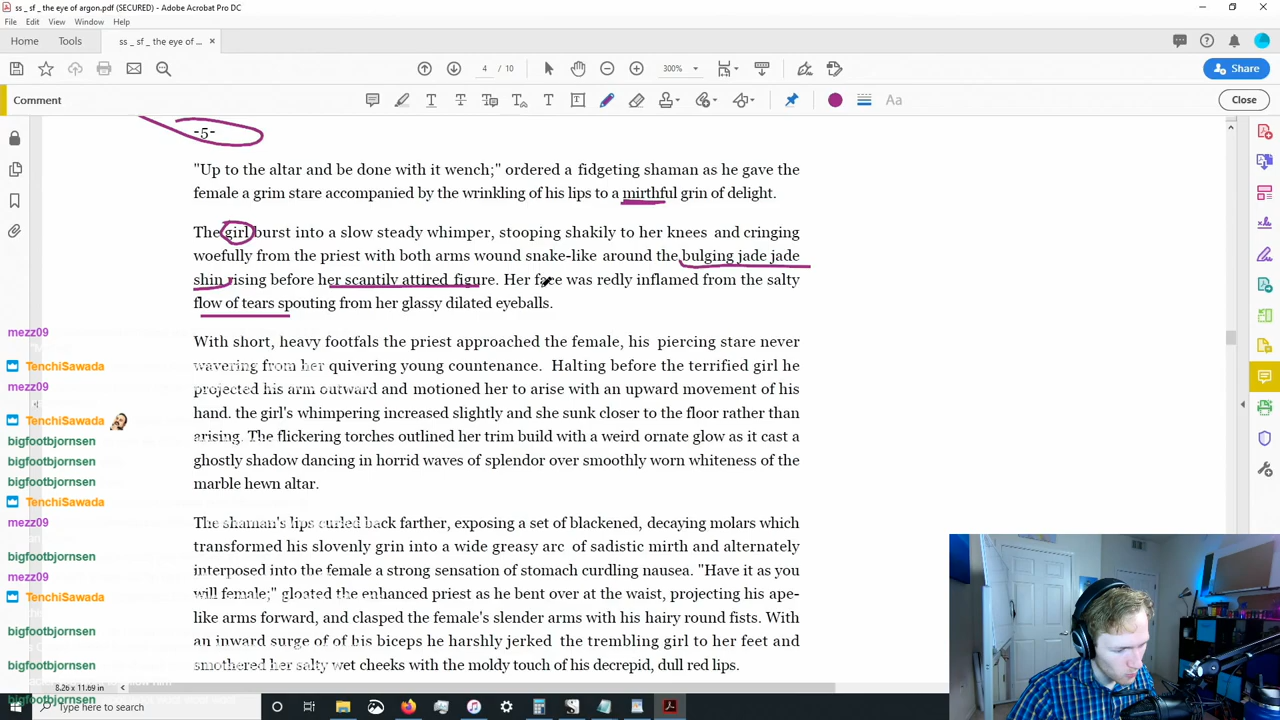 ss _ sf _ the eye of argon.pdf (SECURED) - Adobe Acrobat Pro DC
File Edit View Window Help
Home Tools ss _ sf _ the eye of ... ×
4 / 10 300% Share
Comment Aa Close
-5-
"Up to the altar and be done with it wench;" ordered a fidgeting shaman as he gave the
female a grim stare accompanied by the wrinkling of his lips to a mirthful grin of delight.
The girl burst into a slow steady whimper, stooping shakily to her knees and cringing
woefully from the priest with both arms wound snake-like around the bulging jade jade
shin rising before her scantily attired figure. Her face was redly inflamed from the salty
flow of tears spouting from her glassy dilated eyeballs.
mezz09
With short, heavy footfals the priest approached the female, his piercing stare never
TenchiSawada
wavering from her quivering young countenance. Halting before the terrified girl he
mezz09
projected his arm outward and motioned her to arise with an upward movement of his
hand. the girl's whimpering increased slightly and she sunk closer to the floor rather than
TenchiSawada
arising. The flickering torches outlined her trim build with a weird ornate glow as it cast a
bigfootbjornsen
ghostly shadow dancing in horrid waves of splendor over smoothly worn whiteness of the
bigfootbjornsen
marble hewn altar.
bigfootbjornsen
TenchiSawada
The shaman's lips curled back farther, exposing a set of blackened, decaying molars which
mezz09
transformed his slovenly grin into a wide greasy arc of sadistic mirth and alternately
bigfootbjornsen
interposed into the female a strong sensation of stomach curdling nausea. "Have it as you
mezz09
will female;" gloated the enhanced priest as he bent over at the waist, projecting his ape-
TenchiSawada
like arms forward, and clasped the female's slender arms with his hairy round fists. With
bigfootbjornsen
an inward surge of of his biceps he harshly jerked the trembling girl to her feet and
smothered her salty wet cheeks with the moldy touch of his decrepid, dull red lips.
bigfootbjornsen
8.26 x 11.69 in
bigfootbjornsen
Type here to search